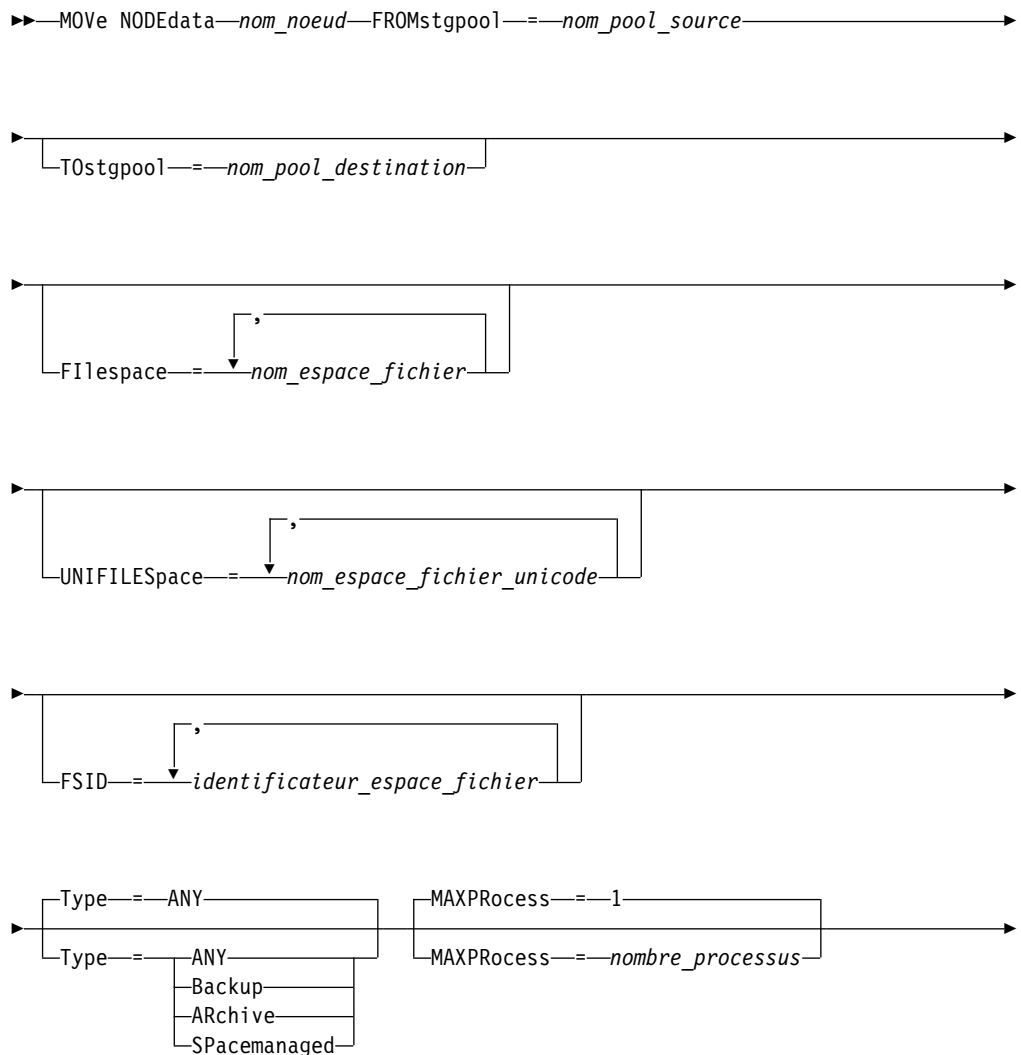 MOVe NODEdata nom_noeud FROMstgpool = nom_pool_source
TOstgpool = nom_pool_destination
,
FIlespace = nom_espace_fichier
,
UNIFILESpace = nom_espace_fichier_unicode
,
FSID = identificateur_espace_fichier
Type = ANY MAXPRocess = 1
Type = ANY MAXPRocess = nombre_processus
Backup
ARchive
SPacemanaged